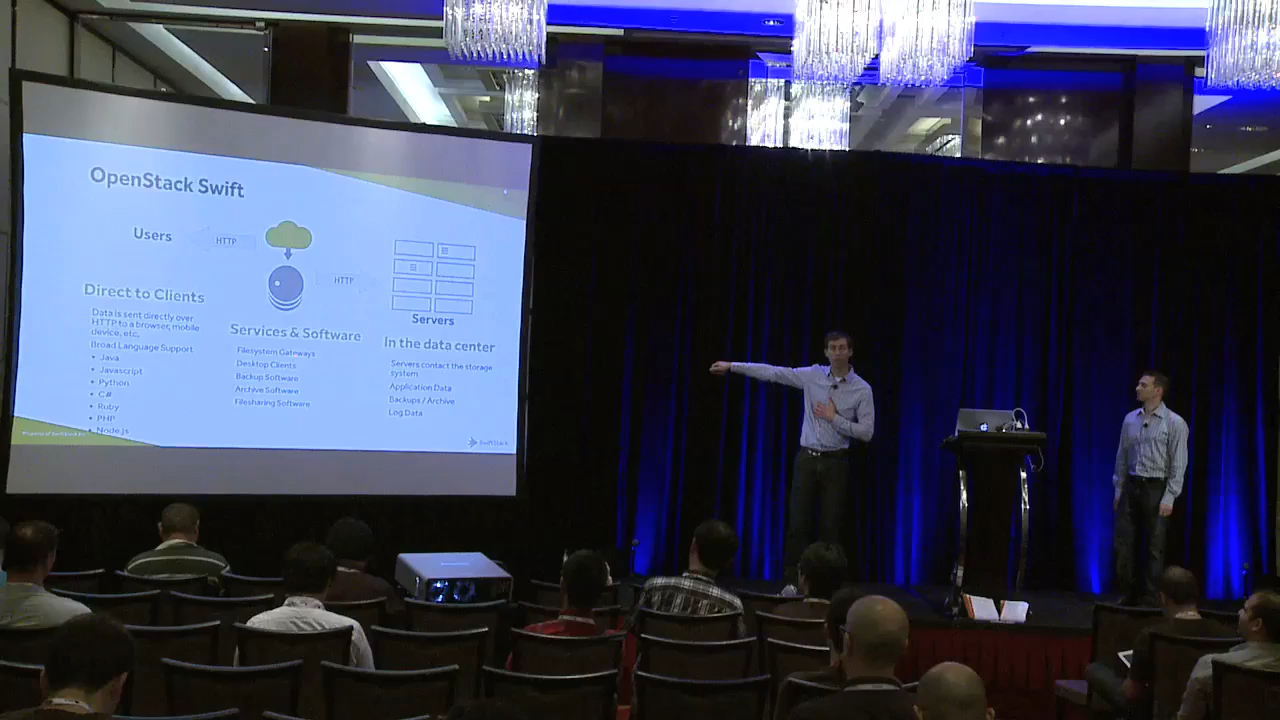 OpenStack Swift
Users
HTTP
HTTP
Servers
Direct to Clients
Data is sent directly over
HTTP to a browser, mobile
device, etc.
Broad Language Support
• Java
• Javascript
• Python
• C#
• Ruby
• PHP
• Node.js
Services & Software
Filesystem Gateways
Desktop Clients
Backup Software
Archive Software
Filesharing Software
In the data center
Servers contact the storage
system
Application Data
Backups / Archive
Log Data
Property of SwiftStack
SwiftStack